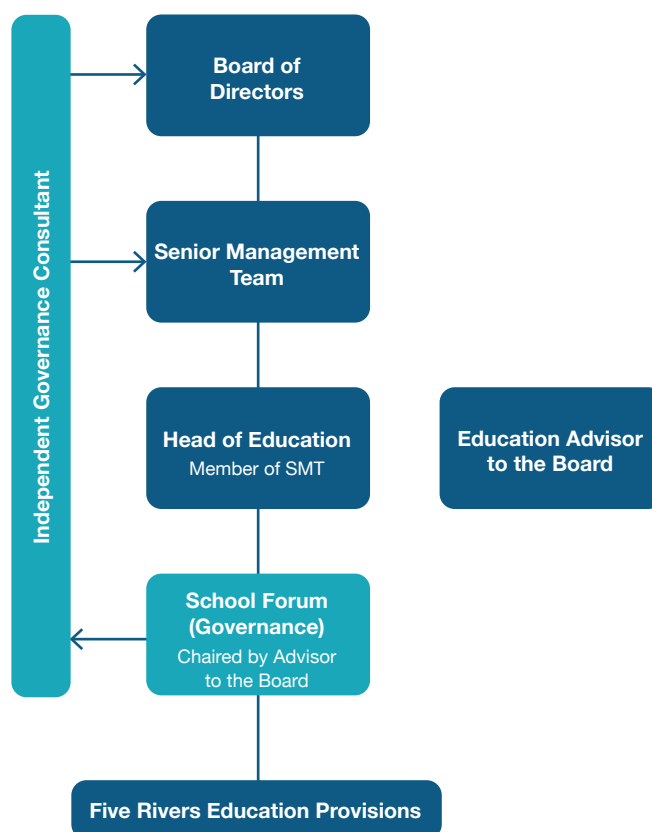 Independent Governance Consultant
Board of
Directors
Senior Management
Team
Head of Education
Member of SMT
Education Advisor
to the Board
School Forum
(Governance)
Chaired by Advisor
to the Board
Five Rivers Education Provisions